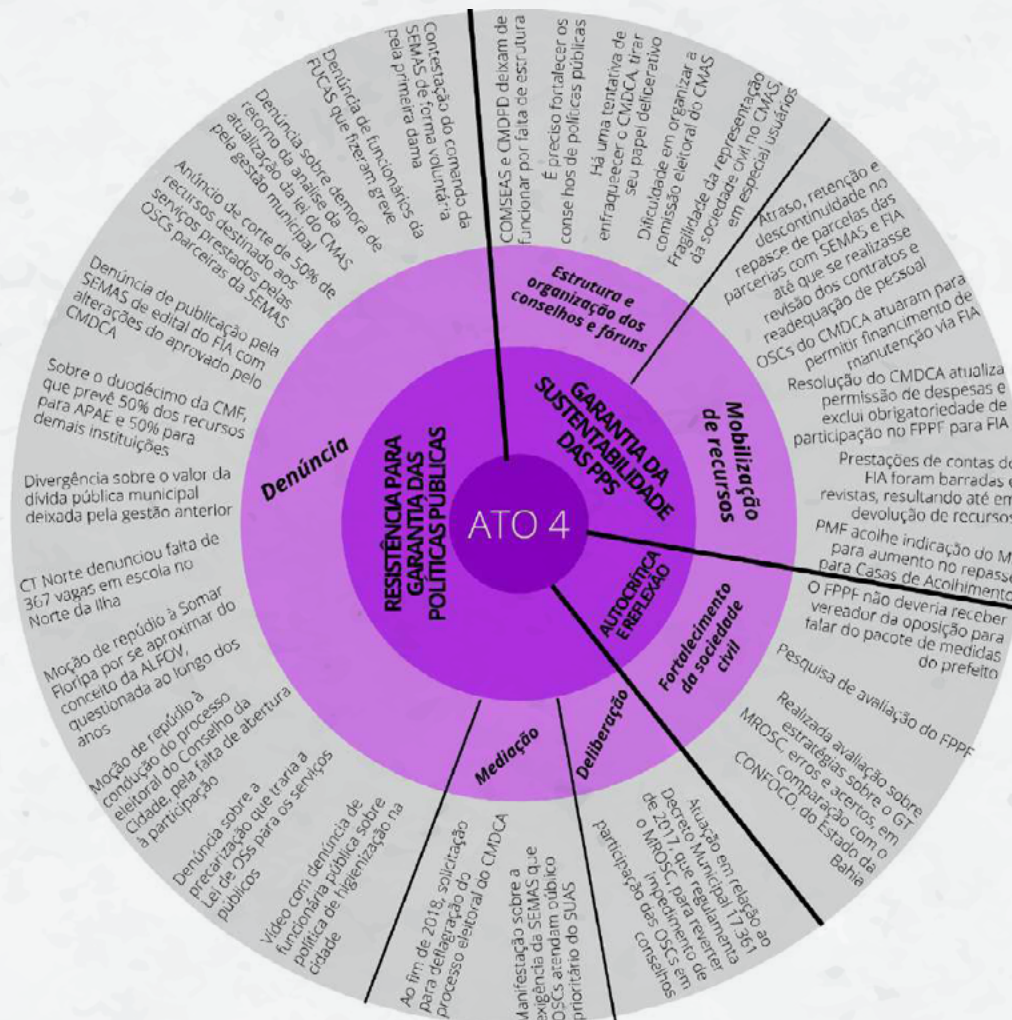 ATO 4
RESISTÊNCIA PARA
GARANTIA DAS
POLÍTICAS PÚBLICAS
GARANTIA DA
SUSTENTABILIDADE
DAS PPS
AUTOCRÍTICA
E REFLEXÃO
Denúncia
Estrutura e
organização dos
conselhos e fóruns
Mobilização
de recursos
Fortalecimento
da sociedade
civil
Deliberação
Mediação
COMSEAS e CMDPD deixam de
funcionar por falta de estrutura
É preciso fortalecer os
conselhos de políticas públicas
Há uma tentativa de
enfraquecer o CMDCA, tirar
seu papel deliberativo
Dificuldade em organizar a
comissão eleitoral do CMAS
Fragilidade da representação
da sociedade civil no CMAS,
em especial usuários
Atraso, retenção e
descontinuidade no
repasse de parcelas das
parcerias com SEMAS e FIA
até que se realizasse
revisão dos contratos e
readequação de pessoal
OSCs do CMDCA atuaram para
permitir financimento de
manutenção via FIA
Resolução do CMDCA atualiza
permissão de despesas e
exclui obrigatoriedade de
participação no FPPF para FIA
Prestações de contas do
FIA foram barradas e
revistas, resultando até em
devolução de recursos
PMF acolhe indicação do M
para aumento no repasse
para Casas de Acolhimento
O FPPF não deveria receber
vereador da oposição para
falar do pacote de medidas
do prefeito
Pesquisa de avaliação do FPPF
Realizada avaliação sobre
estratégias sobre o GT
MROSC, erros e acertos, em
comparação com o
CONFOCO, do Estado da
Bahia
Atuação em relação ao
Decreto Municipal 17.361
de 2017, que regulamenta
o MROSC, para reverter
impedimento de
participação das OSCs em
conselhos
Manifestação sobre a
exigência da SEMAS que
OSCs atendam público
prioritário do SUAS
Ao fim de 2018, solicitação
para deflagração do
processo eleitoral do CMDCA
Vídeo com denúncia de
funcionária pública sobre
política de higienização na
cidade
Denúncia sobre a
precarização que traria a
Lei de OSs para os serviços
públicos
Moção de repúdio à
condução do processo
eleitoral do Conselho da
Cidade, pela falta de abertura
à participação
Moção de repúdio à Somar
Floripa por se aproximar do
conceito da ALFOV,
questionada ao longo dos
anos
CT Norte denunciou falta de
367 vagas em escola no
Norte da Ilha
Divergência sobre o valor da
dívida pública municipal
deixada pela gestão anterior
Sobre o duodécimo da CMF,
que prevê 50% dos recursos
para APAE e 50% para
demais instituições
Denúncia de publicação pela
SEMAS de edital do FIA com
alterações do aprovado pelo
CMDCA
Anúncio de corte de 50% de
recursos destinado aos
serviços prestados pelas
OSCs parceiras da SEMAS
Denúncia sobre demora de
retorno da análise da
atualização da lei do CMAS
pela gestão municipal
Denúncia de funcionários da
FUCAS que fizeram greve
Contestação do comando da
SEMAS de forma voluntária
pela primeira dama